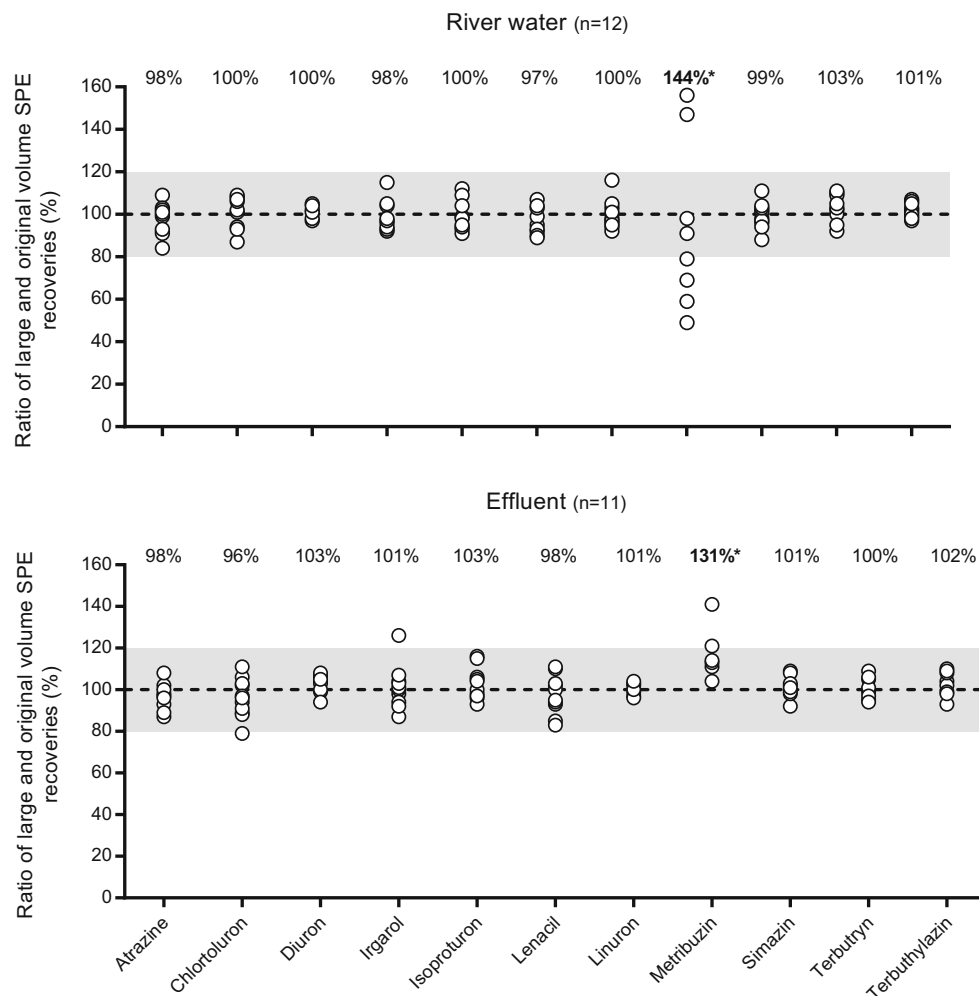 River water (n=12)
98% 100% 100% 98% 100% 97% 100% 144%* 99% 103% 101%
Ratio of large and original volume SPE
recoveries (%)
160
140
120
100
80
60
40
20
0
Effluent (n=11)
98% 96% 103% 101% 103% 98% 101% 131%* 101% 100% 102%
Ratio of large and original volume SPE
recoveries (%)
160
140
120
100
80
60
40
20
0
Atrazine
Chlortoluron
Diuron
Irgarol
Isoproturon
Lenacil
Linuron
Metribuzin
Simazin
Terbutryn
Terbuthylazin